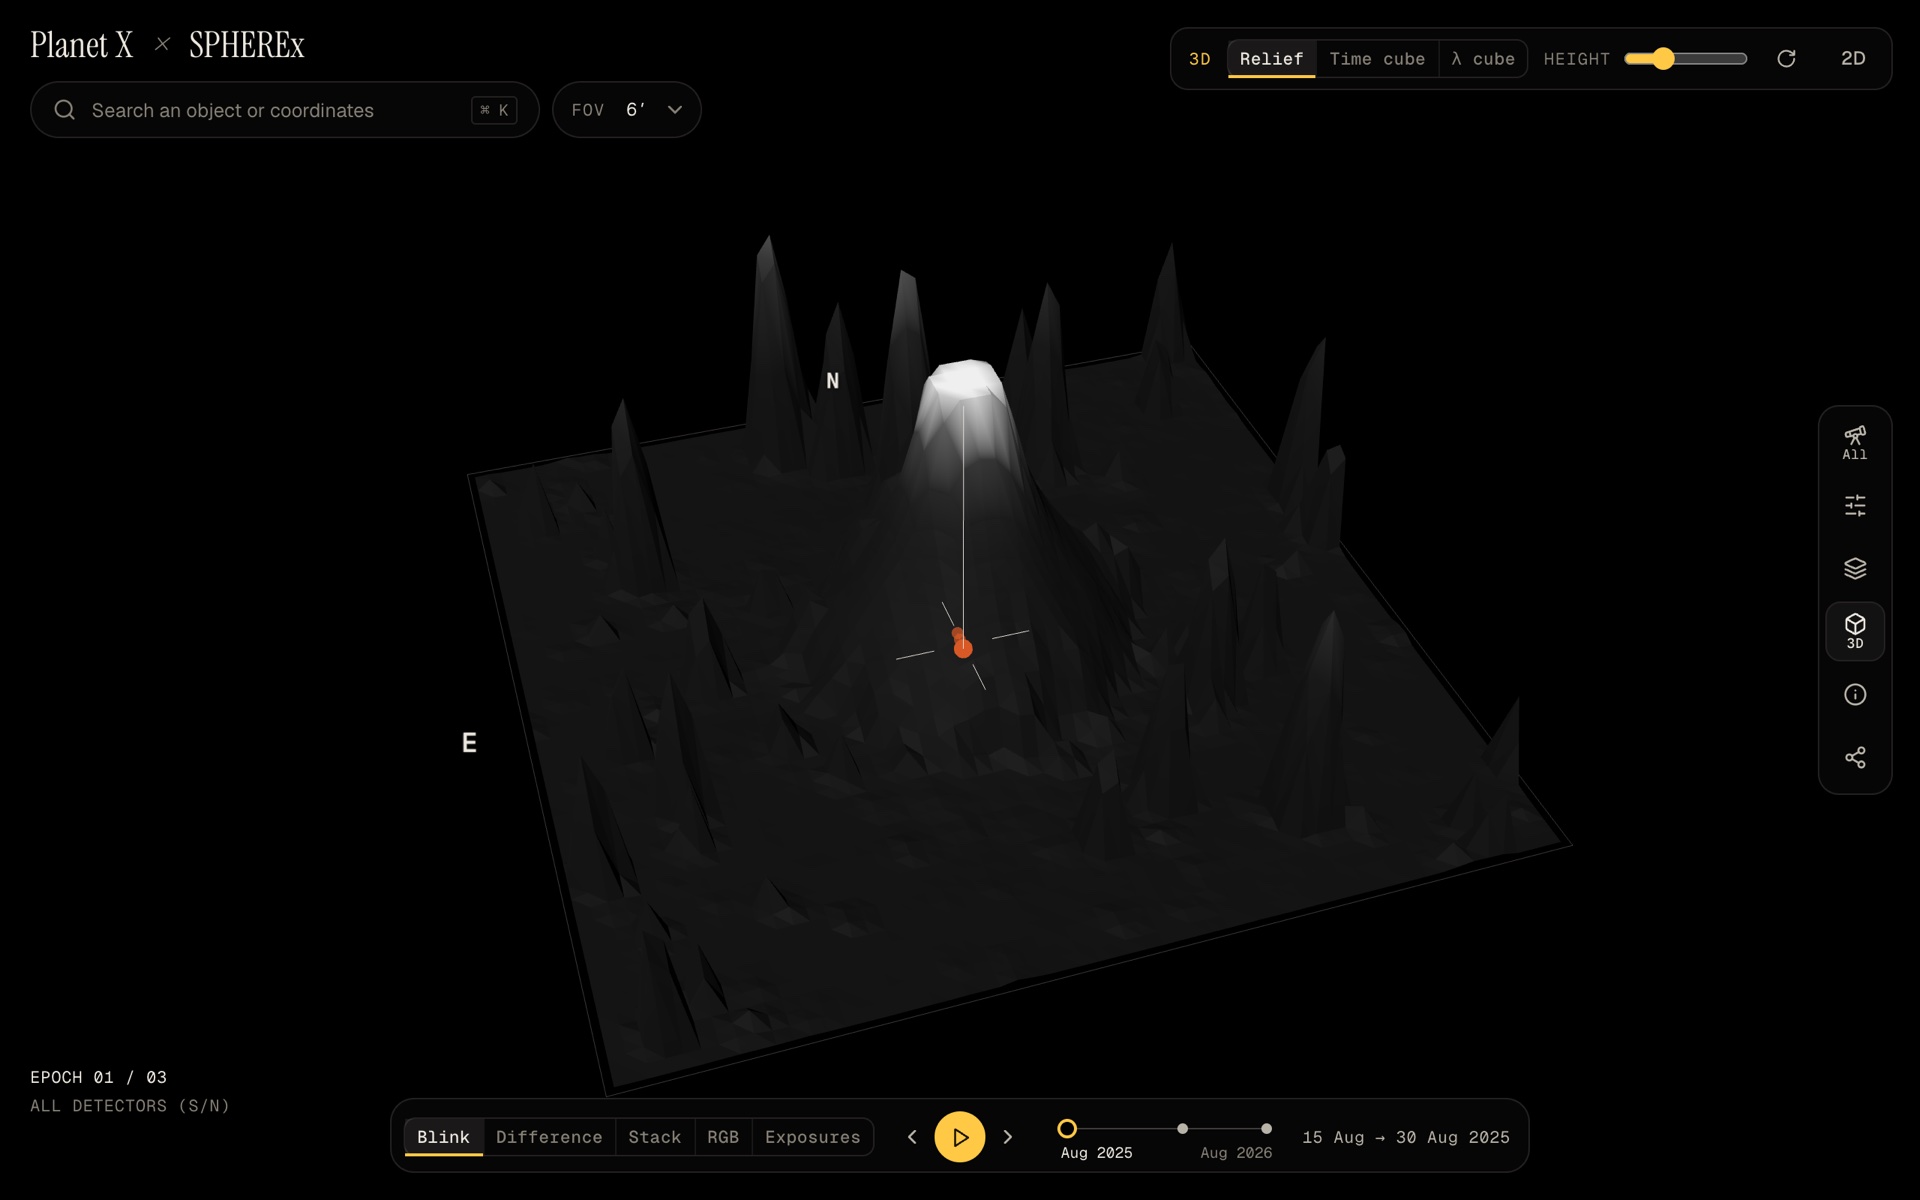 Planet X × SPHEREx
3D Relief Time cube λ cube HEIGHT 2D
Search an object or coordinates ⌘ K FOV 6′
N
All
3D
E
EPOCH 01 / 03
ALL DETECTORS (S/N)
Blink Difference Stack RGB Exposures
Aug 2025 Aug 2026
15 Aug → 30 Aug 2025